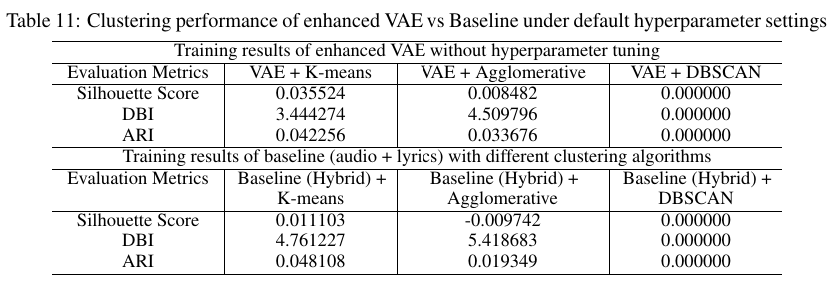 Table 11: Clustering performance of enhanced VAE vs Baseline under default hyperparameter settings
Training results of enhanced VAE without hyperparameter tuning
Evaluation Metrics VAE + K-means VAE + Agglomerative VAE + DBSCAN
Silhouette Score 0.035524 0.008482 0.000000
DBI 3.444274 4.509796 0.000000
ARI 0.042256 0.033676 0.000000
Training results of baseline (audio + lyrics) with different clustering algorithms
Evaluation Metrics Baseline (Hybrid) + Baseline (Hybrid) + Baseline (Hybrid) +
K-means Agglomerative DBSCAN
Silhouette Score 0.011103 -0.009742 0.000000
DBI 4.761227 5.418683 0.000000
ARI 0.048108 0.019349 0.000000